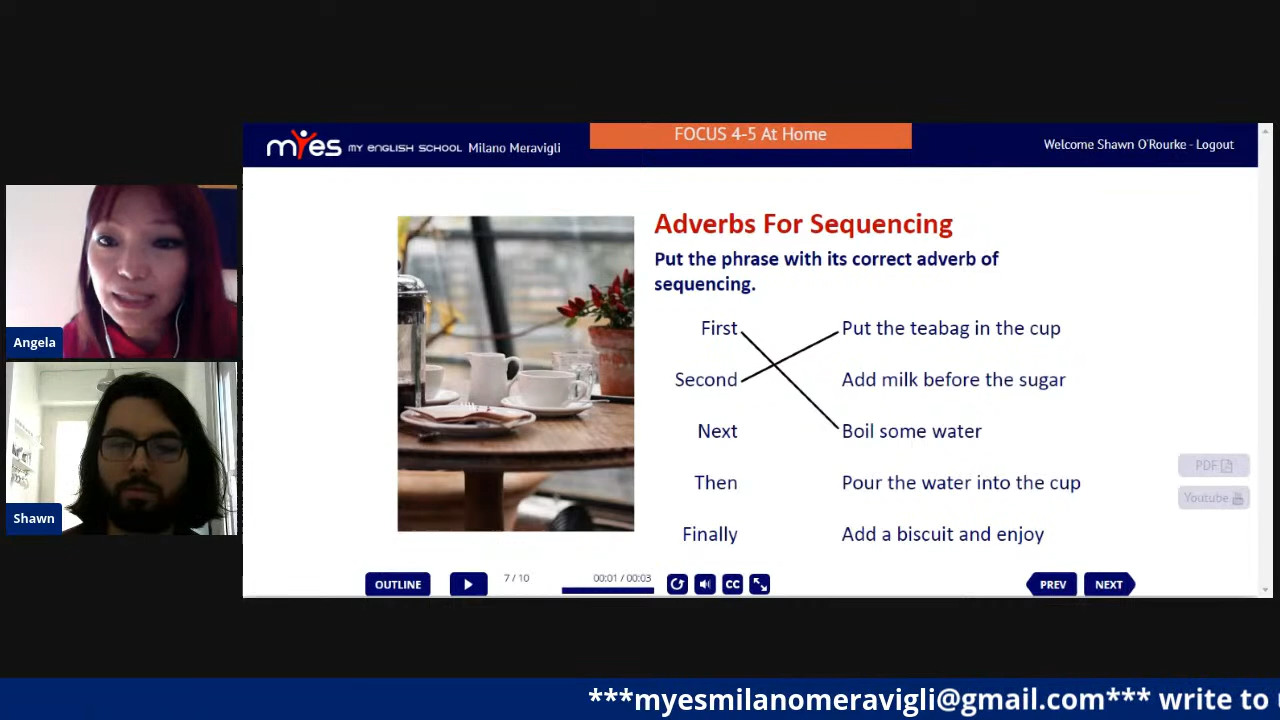 FOCUS 4-5 At Home
myes MY ENGLISH SCHOOL Milano Meravigli
Welcome Shawn O'Rourke - Logout
Angela
Shawn
Adverbs For Sequencing
Put the phrase with its correct adverb of
sequencing.
First Put the teabag in the cup
Second Add milk before the sugar
Next Boil some water
Then Pour the water into the cup
Finally Add a biscuit and enjoy
PDF
Youtube
OUTLINE
7 / 10
00:01 / 00:03
CC
PREV
NEXT
***myesmilanomeravigli@gmail.com*** write to